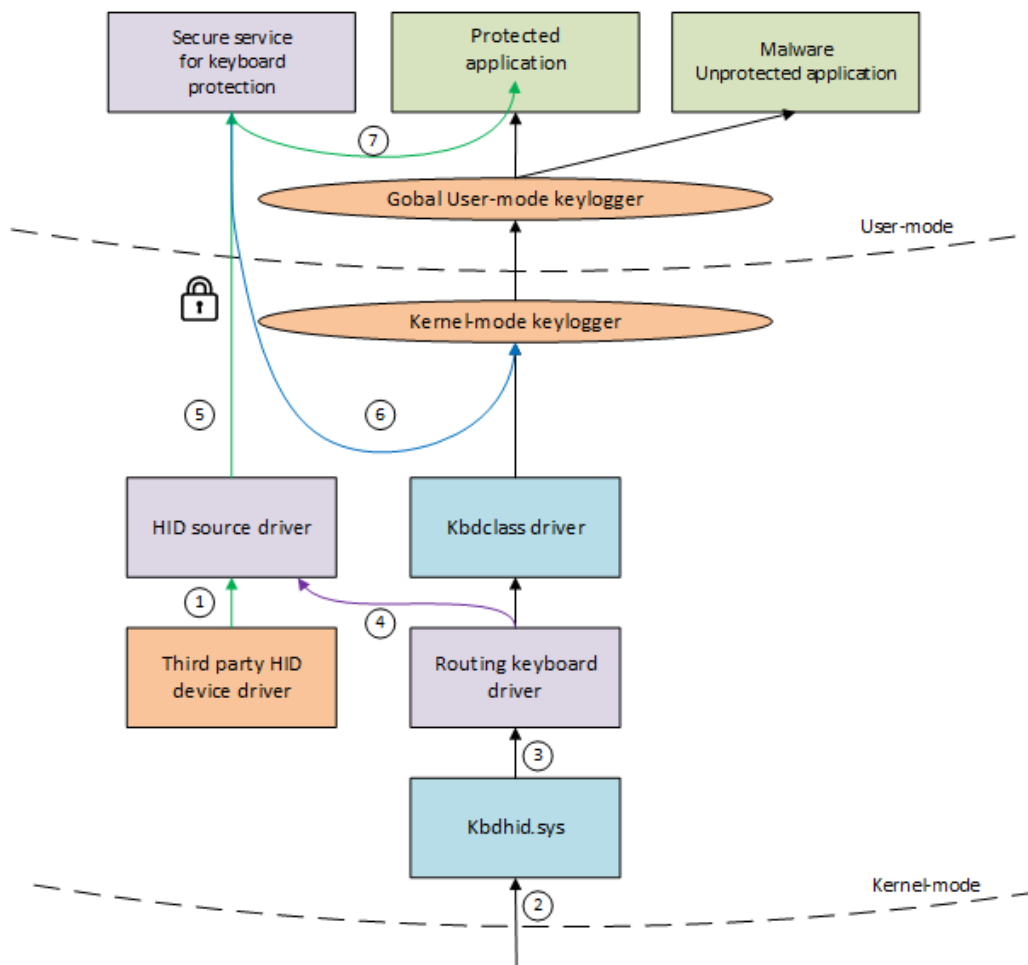 Secure service
for keyboard
protection
Protected
application
Malware
Unprotected application
7
Gobal User-mode keylogger
User-mode
Kernel-mode keylogger
5
6
HID source driver
Kbdclass driver
1
4
Third party HID
device driver
Routing keyboard
driver
3
Kbdhid.sys
Kernel-mode
2